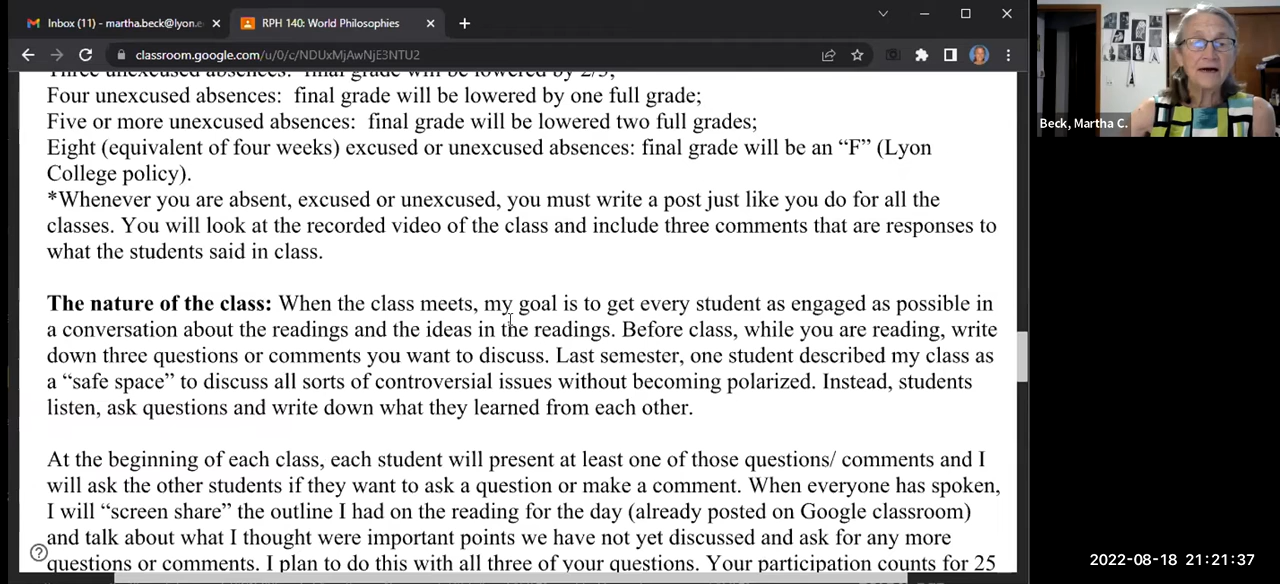 Inbox (11) - martha.beck@lyon.e
RPH 140: World Philosophies
classroom.google.com/u/0/c/NDUxMjAwNjE3NTU2
Three unexcused absences: final grade will be lowered by 2/3;
Four unexcused absences: final grade will be lowered by one full grade;
Five or more unexcused absences: final grade will be lowered two full grades;
Eight (equivalent of four weeks) excused or unexcused absences: final grade will be an “F” (Lyon
College policy).
*Whenever you are absent, excused or unexcused, you must write a post just like you do for all the
classes. You will look at the recorded video of the class and include three comments that are responses to
what the students said in class.
The nature of the class: When the class meets, my goal is to get every student as engaged as possible in
a conversation about the readings and the ideas in the readings. Before class, while you are reading, write
down three questions or comments you want to discuss. Last semester, one student described my class as
a “safe space” to discuss all sorts of controversial issues without becoming polarized. Instead, students
listen, ask questions and write down what they learned from each other.
At the beginning of each class, each student will present at least one of those questions/ comments and I
will ask the other students if they want to ask a question or make a comment. When everyone has spoken,
I will “screen share” the outline I had on the reading for the day (already posted on Google classroom)
and talk about what I thought were important points we have not yet discussed and ask for any more
questions or comments. I plan to do this with all three of your questions. Your participation counts for 25
Beck, Martha C.
2022-08-18 21:21:37